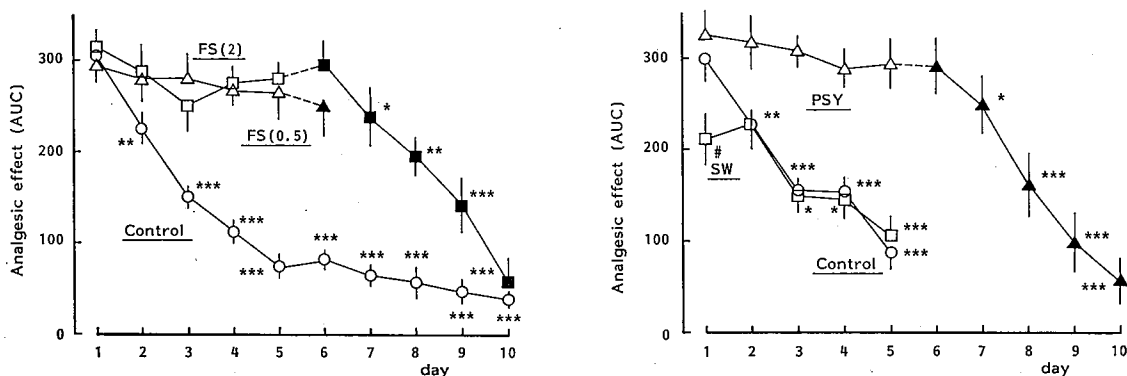 Analgesic effect (AUC)
300
200
100
0
FS(2)
FS(0.5)
Control
**
***
***
***
***
***
***
***
***
*
**
***
1 2 3 4 5 6 7 8 9 10
day
Analgesic effect (AUC)
300
200
100
0
PSY
#
SW
**
***
*
***
*
***
***
Control
*
***
***
***
1 2 3 4 5 6 7 8 9 10
day